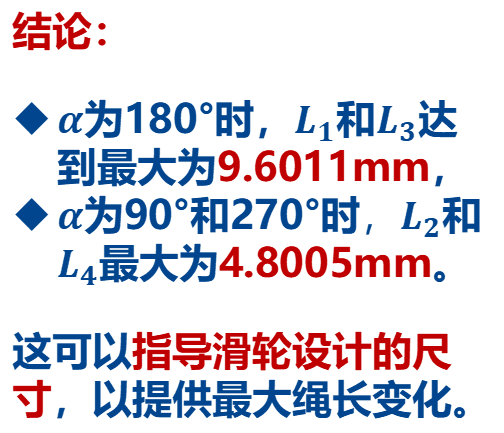 结论：
◆ α为180°时，L₁和L₃达
到最大为9.6011mm，
◆ α为90°和270°时，L₂和
L₄最大为4.8005mm。
这可以指导滑轮设计的尺
寸，以提供最大绳长变化。